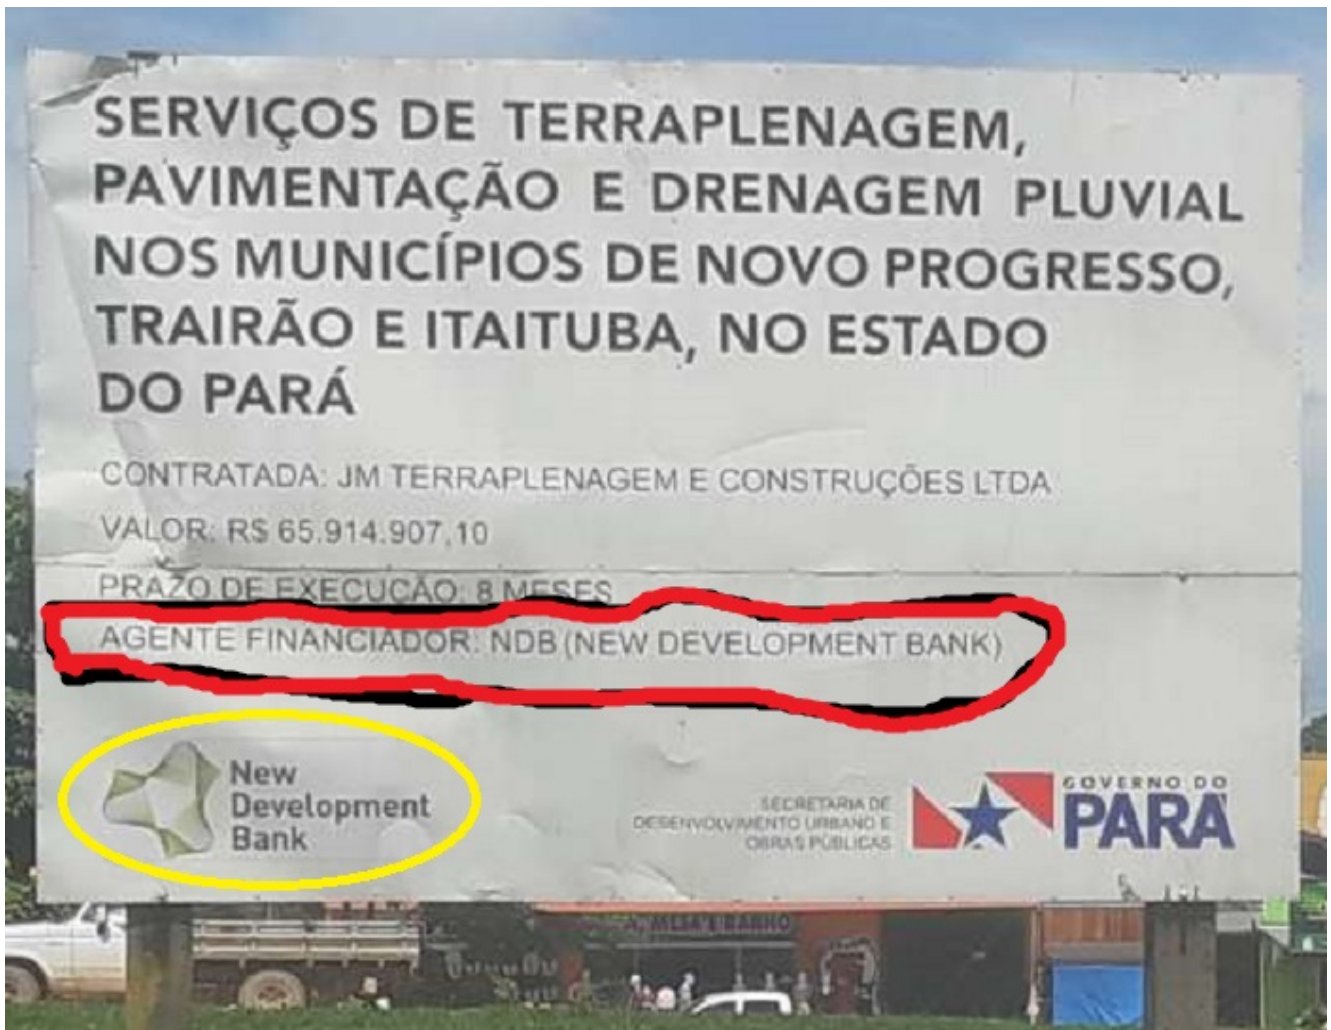 SERVIÇOS DE TERRAPLENAGEM,
PAVIMENTAÇÃO E DRENAGEM PLUVIAL
NOS MUNICÍPIOS DE NOVO PROGRESSO,
TRAIRÃO E ITAITUBA, NO ESTADO
DO PARÁ
CONTRATADA: JM TERRAPLENAGEM E CONSTRUÇÕES LTDA
VALOR: R$ 65.914.907,10
PRAZO DE EXECUÇÃO: 8 MESES
AGENTE FINANCIADOR: NDB (NEW DEVELOPMENT BANK)
New
Development
Bank
SECRETARIA DE
DESENVOLVIMENTO URBANO E
OBRAS PÚBLICAS
GOVERNO DO
PARÁ
MESA E BANHO